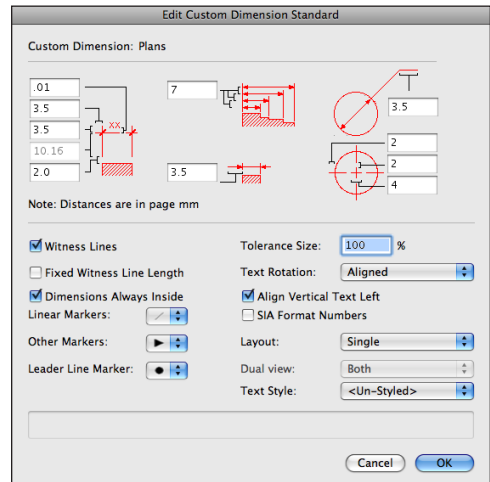 Edit Custom Dimension Standard
Custom Dimension: Plans
.01
3.5
3.5
10.16
2.0
XX
7
3.5
3.5
2
2
4
Note: Distances are in page mm
Witness Lines
Fixed Witness Line Length
Dimensions Always Inside
Linear Markers:
Other Markers:
Leader Line Marker:
Tolerance Size: 100 %
Text Rotation: Aligned
Align Vertical Text Left
SIA Format Numbers
Layout: Single
Dual view: Both
Text Style: <Un-Styled>
Cancel OK